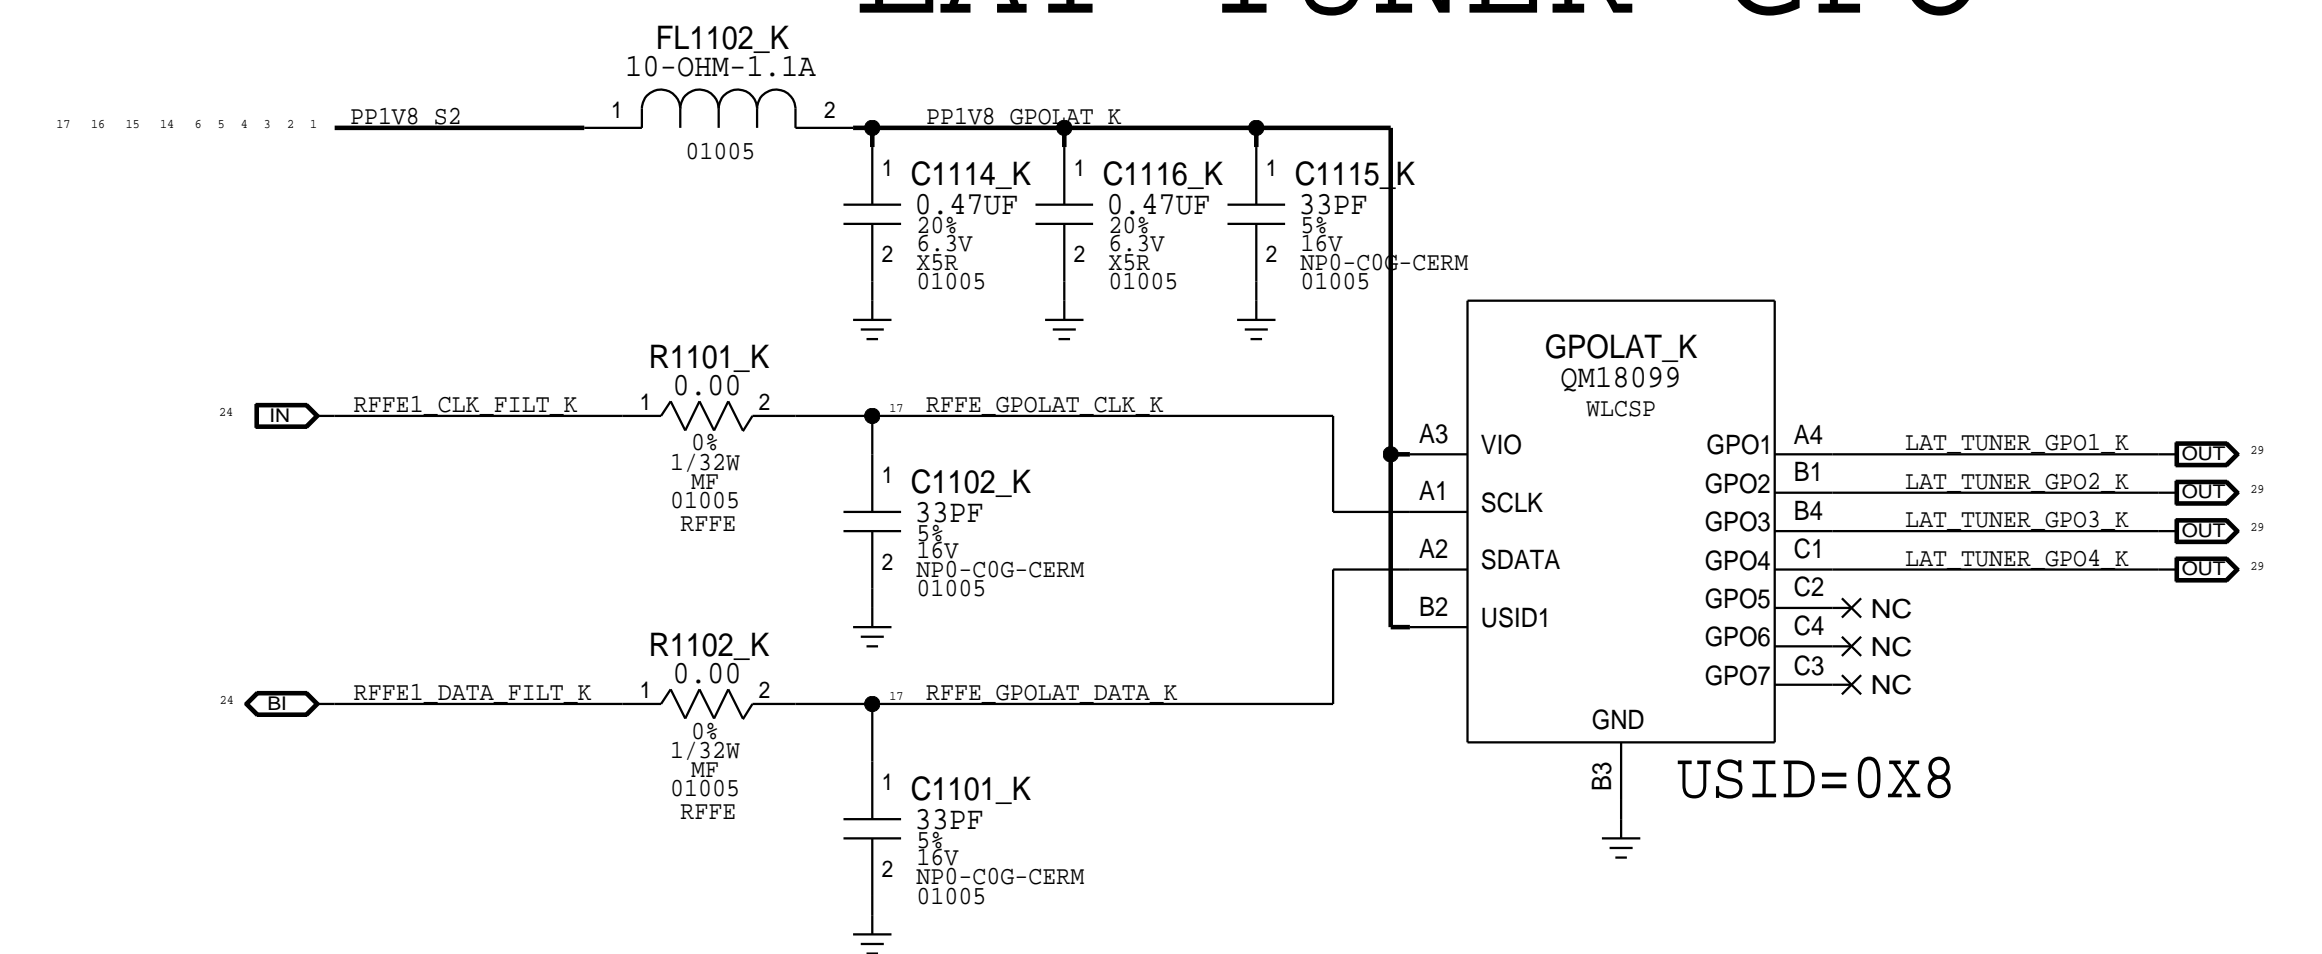 LAT TUNER GPO
FL1102_K
10-OHM-1.1A
1
2
17 16 15 14 6 5 4 3 2 1
PP1V8_S2
PP1V8_GPOLAT_K
01005
1
C1114_K
0.47UF
20%
6.3V
2
X5R
01005
1
C1116_K
0.47UF
20%
6.3V
2
X5R
01005
1
C1115_K
33PF
5%
16V
2
NP0-C0G-CERM
01005
R1101_K
0.00
24
IN
RFFE1_CLK_FILT_K
1
2
17
RFFE_GPOLAT_CLK_K
0%
1/32W
MF
01005
RFFE
1
C1102_K
33PF
5%
16V
2
NP0-C0G-CERM
01005
R1102_K
0.00
24
BI
RFFE1_DATA_FILT_K
1
2
17
RFFE_GPOLAT_DATA_K
0%
1/32W
MF
01005
RFFE
1
C1101_K
33PF
5%
16V
2
NP0-C0G-CERM
01005
GPOLAT_K
QM18099
WLCSP
A3
VIO
A1
SCLK
A2
SDATA
B2
USID1
GPO1
A4
LAT_TUNER_GPO1_K
OUT
29
GPO2
B1
LAT_TUNER_GPO2_K
OUT
29
GPO3
B4
LAT_TUNER_GPO3_K
OUT
29
GPO4
C1
LAT_TUNER_GPO4_K
OUT
29
GPO5
C2
NC
GPO6
C4
NC
GPO7
C3
NC
GND
B3
USID=0X8